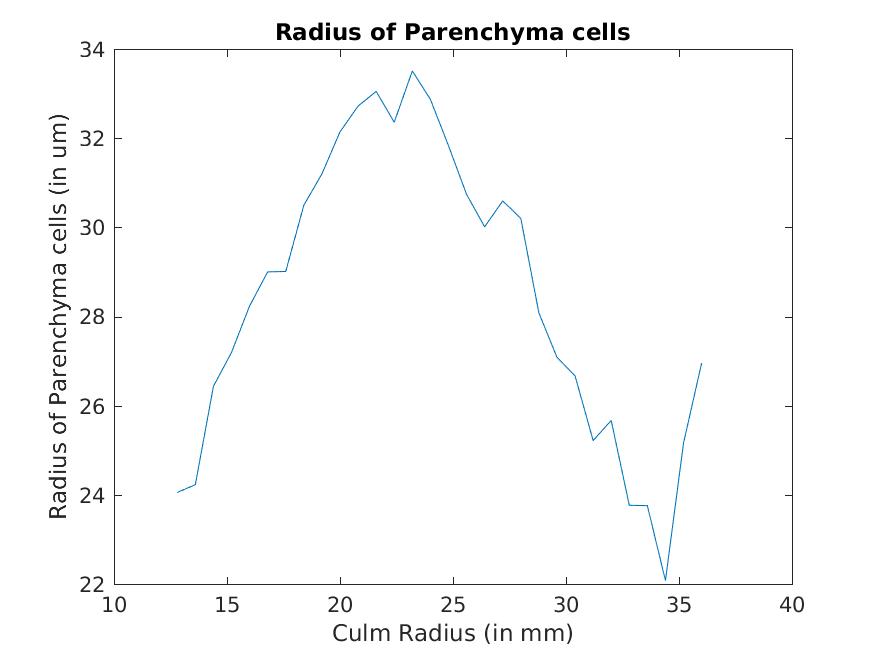 Radius of Parenchyma cells
34
32
30
28
26
24
22
Radius of Parenchyma cells (in um)
10 15 20 25 30 35 40
Culm Radius (in mm)